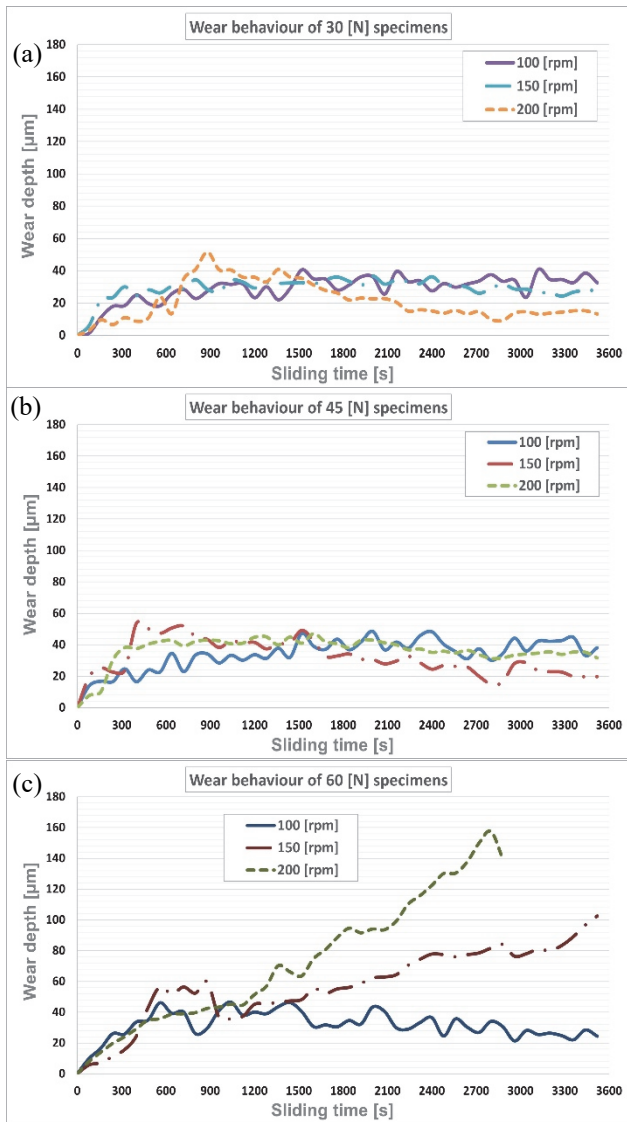 (a)
Wear behaviour of 30 [N] specimens
Wear depth [µm]
180
160
140
120
100
80
60
40
20
0
100 [rpm]
150 [rpm]
200 [rpm]
0 300 600 900 1200 1500 1800 2100 2400 2700 3000 3300 3600
Sliding time [s]
(b)
Wear behaviour of 45 [N] specimens
Wear depth [µm]
180
160
140
120
100
80
60
40
20
0
100 [rpm]
150 [rpm]
200 [rpm]
0 300 600 900 1200 1500 1800 2100 2400 2700 3000 3300 3600
Sliding time [s]
(c)
Wear behaviour of 60 [N] specimens
Wear depth [µm]
180
160
140
120
100
80
60
40
20
0
100 [rpm]
150 [rpm]
200 [rpm]
0 300 600 900 1200 1500 1800 2100 2400 2700 3000 3300 3600
Sliding time [s]